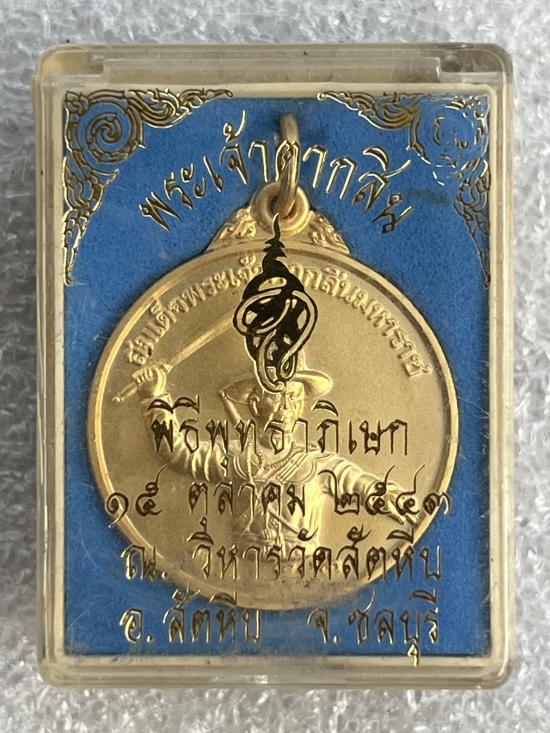 พระเจ้าตากสิน
สมเด็จพระเจ้าตากสินมหาราช
พิธีพุทธาภิเษก
๑๕ ตุลาคม ๒๕๔๓
ณ. วิหารวัดสัตหีบ
อ. สัตหีบ จ. ชลบุรี